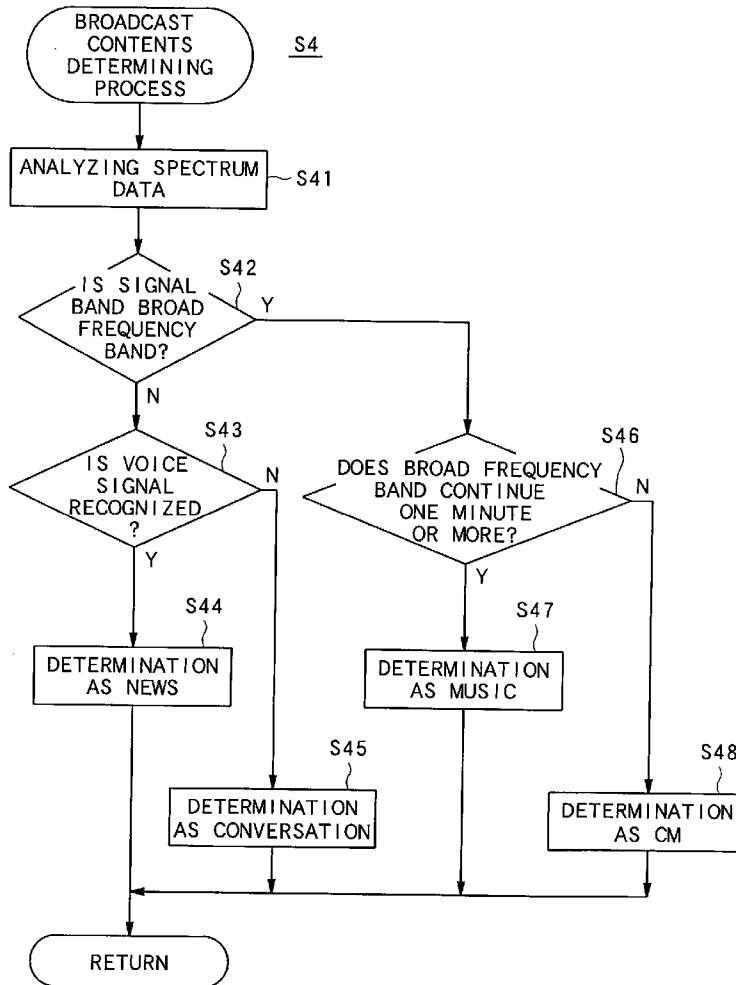 BROADCAST
CONTENTS
DETERMINING
PROCESS
S4
ANALYZING SPECTRUM
DATA
S41
IS SIGNAL
BAND BROAD
FREQUENCY
BAND?
S42
Y
N
IS VOICE
SIGNAL
RECOGNIZED
?
S43
N
Y
DOES BROAD FREQUENCY
BAND CONTINUE
ONE MINUTE
OR MORE?
S46
N
Y
S44
DETERMINATION
AS NEWS
S47
DETERMINATION
AS MUSIC
S45
DETERMINATION
AS CONVERSATION
S48
DETERMINATION
AS CM
RETURN